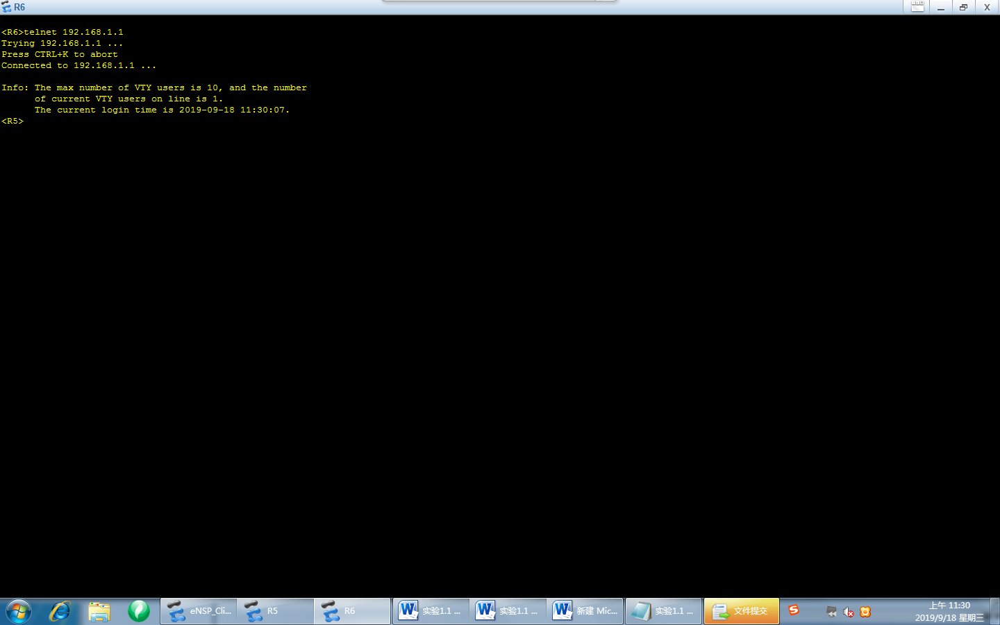 R6
<R6>telnet 192.168.1.1
Trying 192.168.1.1 ...
Press CTRL+K to abort
Connected to 192.168.1.1 ...
Info: The max number of VTY users is 10, and the number
of current VTY users on line is 1.
The current login time is 2019-09-18 11:30:07.
<R5>
eNSP_Cli...
R5
R6
实验1.1 ...
实验1.1 ...
新建 Mic...
实验1.1 ...
文件提交
上午 11:30
2019/9/18 星期三